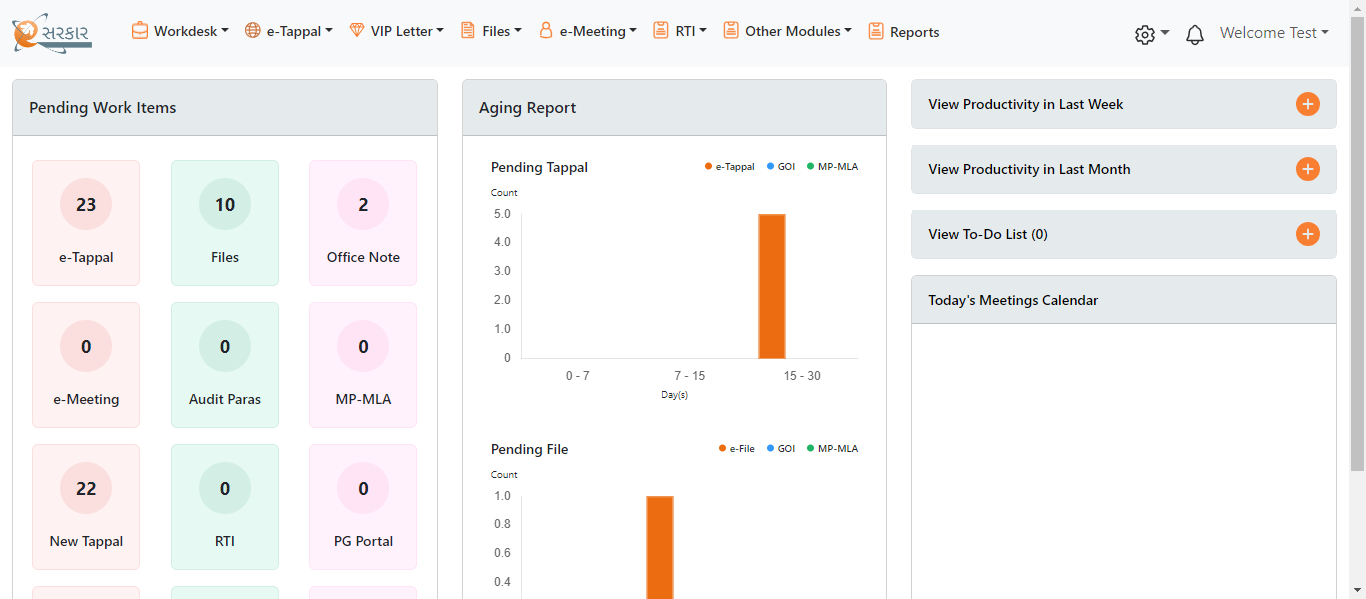 સરકાર
Workdesk
e-Tappal
VIP Letter
Files
e-Meeting
RTI
Other Modules
Reports
Welcome Test
Pending Work Items
23
e-Tappal
10
Files
2
Office Note
0
e-Meeting
0
Audit Paras
0
MP-MLA
22
New Tappal
0
RTI
0
PG Portal
Aging Report
Pending Tappal
e-Tappal GOI MP-MLA
Count
5.0
4.0
3.0
2.0
1.0
0
0 - 7 7 - 15 15 - 30
Day(s)
Pending File
e-File GOI MP-MLA
Count
1.0
0.8
0.6
0.4
View Productivity in Last Week
View Productivity in Last Month
View To-Do List (0)
Today's Meetings Calendar